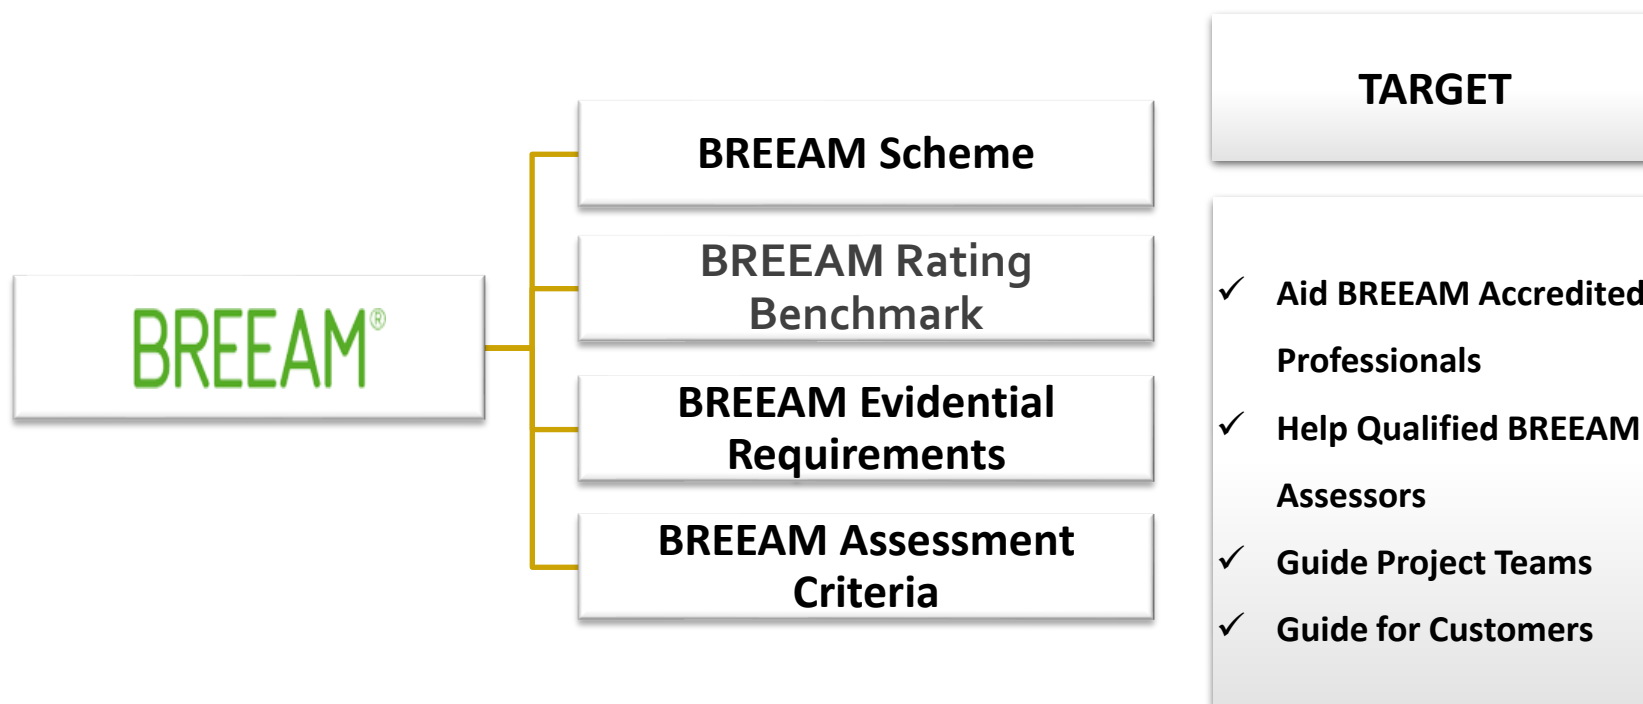 BREEAM®
BREEAM Scheme
BREEAM Rating
Benchmark
BREEAM Evidential
Requirements
BREEAM Assessment
Criteria
TARGET
✓ Aid BREEAM Accredited
Professionals
✓ Help Qualified BREEAM
Assessors
✓ Guide Project Teams
✓ Guide for Customers